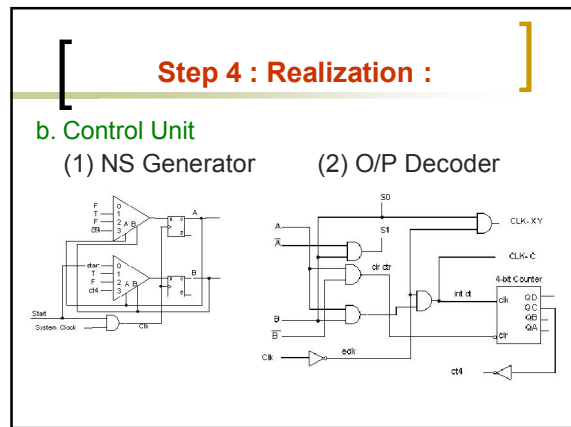 Step 4 : Realization :
b. Control Unit
(1) NS Generator
(2) O/P Decoder
F
T
F
ct4
0
1
2
3
A B
A
start
T
F
ct4
0
1
2
3
A B
B
Start
System Clock
Clk
S0
A
A
S1
CLK-XY
CLK-C
clr ctr
4-bit Counter
int ct
clk
QD
QC
QB
QA
clr
B
B
Clk
ct4